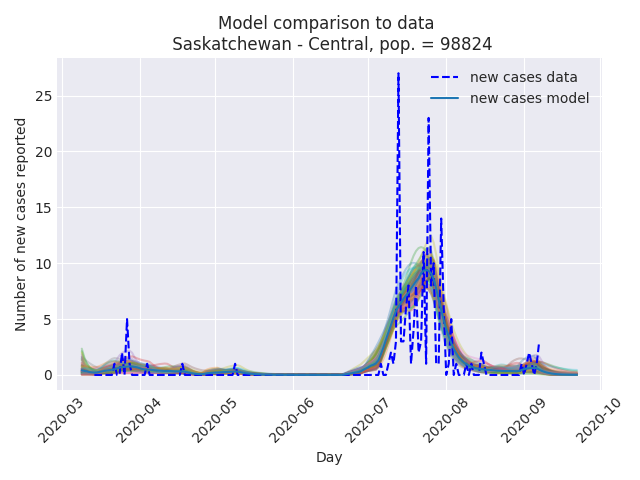 Model comparison to data
Saskatchewan - Central, pop. = 98824
new cases data
new cases model
Number of new cases reported
25
20
15
10
5
0
2020-03
2020-04
2020-05
2020-06
2020-07
2020-08
2020-09
2020-10
Day